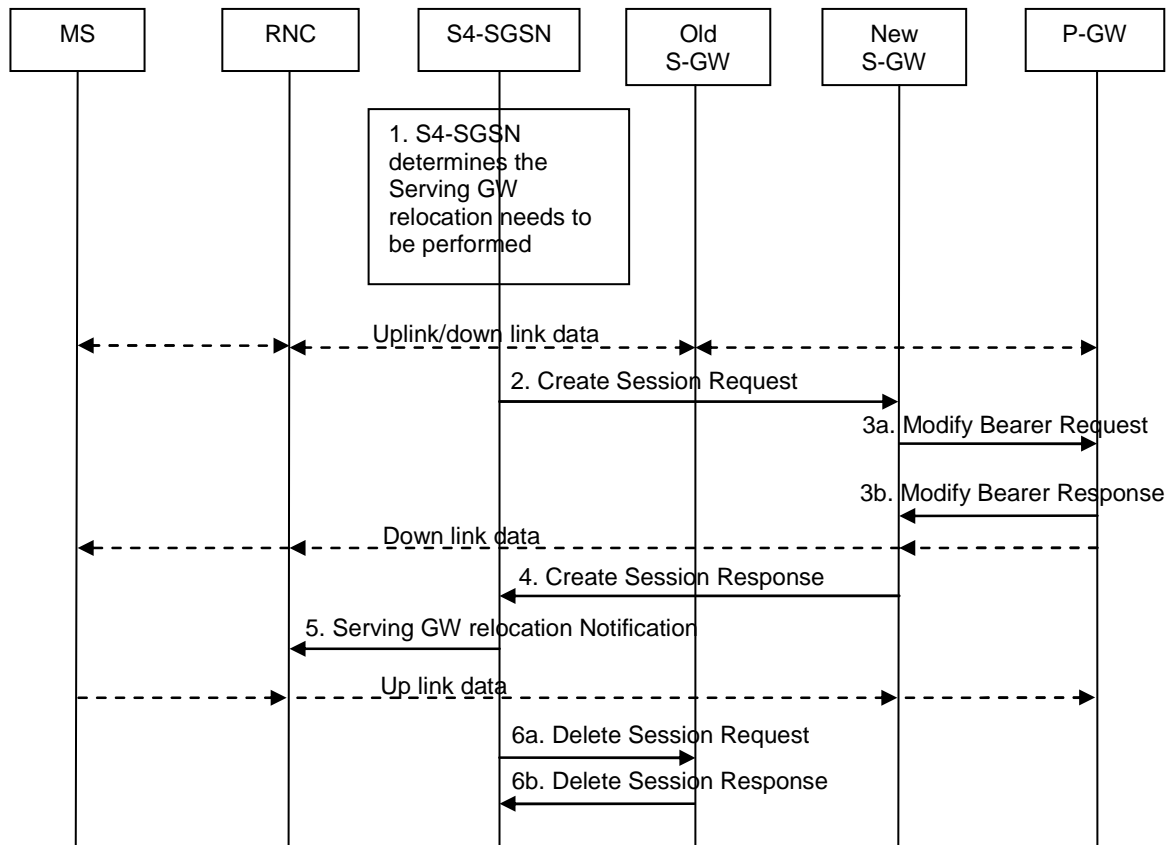 MS
RNC
S4-SGSN
Old
S-GW
New
S-GW
P-GW
1. S4-SGSN
determines the
Serving GW
relocation needs to
be performed
Uplink/down link data
2. Create Session Request
3a. Modify Bearer Request
3b. Modify Bearer Response
Down link data
4. Create Session Response
5. Serving GW relocation Notification
Up link data
6a. Delete Session Request
6b. Delete Session Response